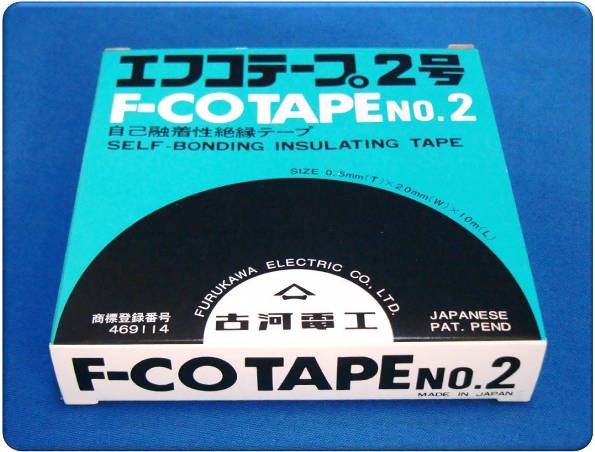 エフコテープ2号
F-CO TAPE NO.2
自己融着性絶縁テープ
SELF-BONDING INSULATING TAPE
SIZE 0.5mm(T)×20mm(W)×10m(L)
FURUKAWA ELECTRIC CO., LTD.
古河電工
商標登録番号
469114
JAPANESE
PAT. PEND
F-CO TAPE NO.2
MADE IN JAPAN